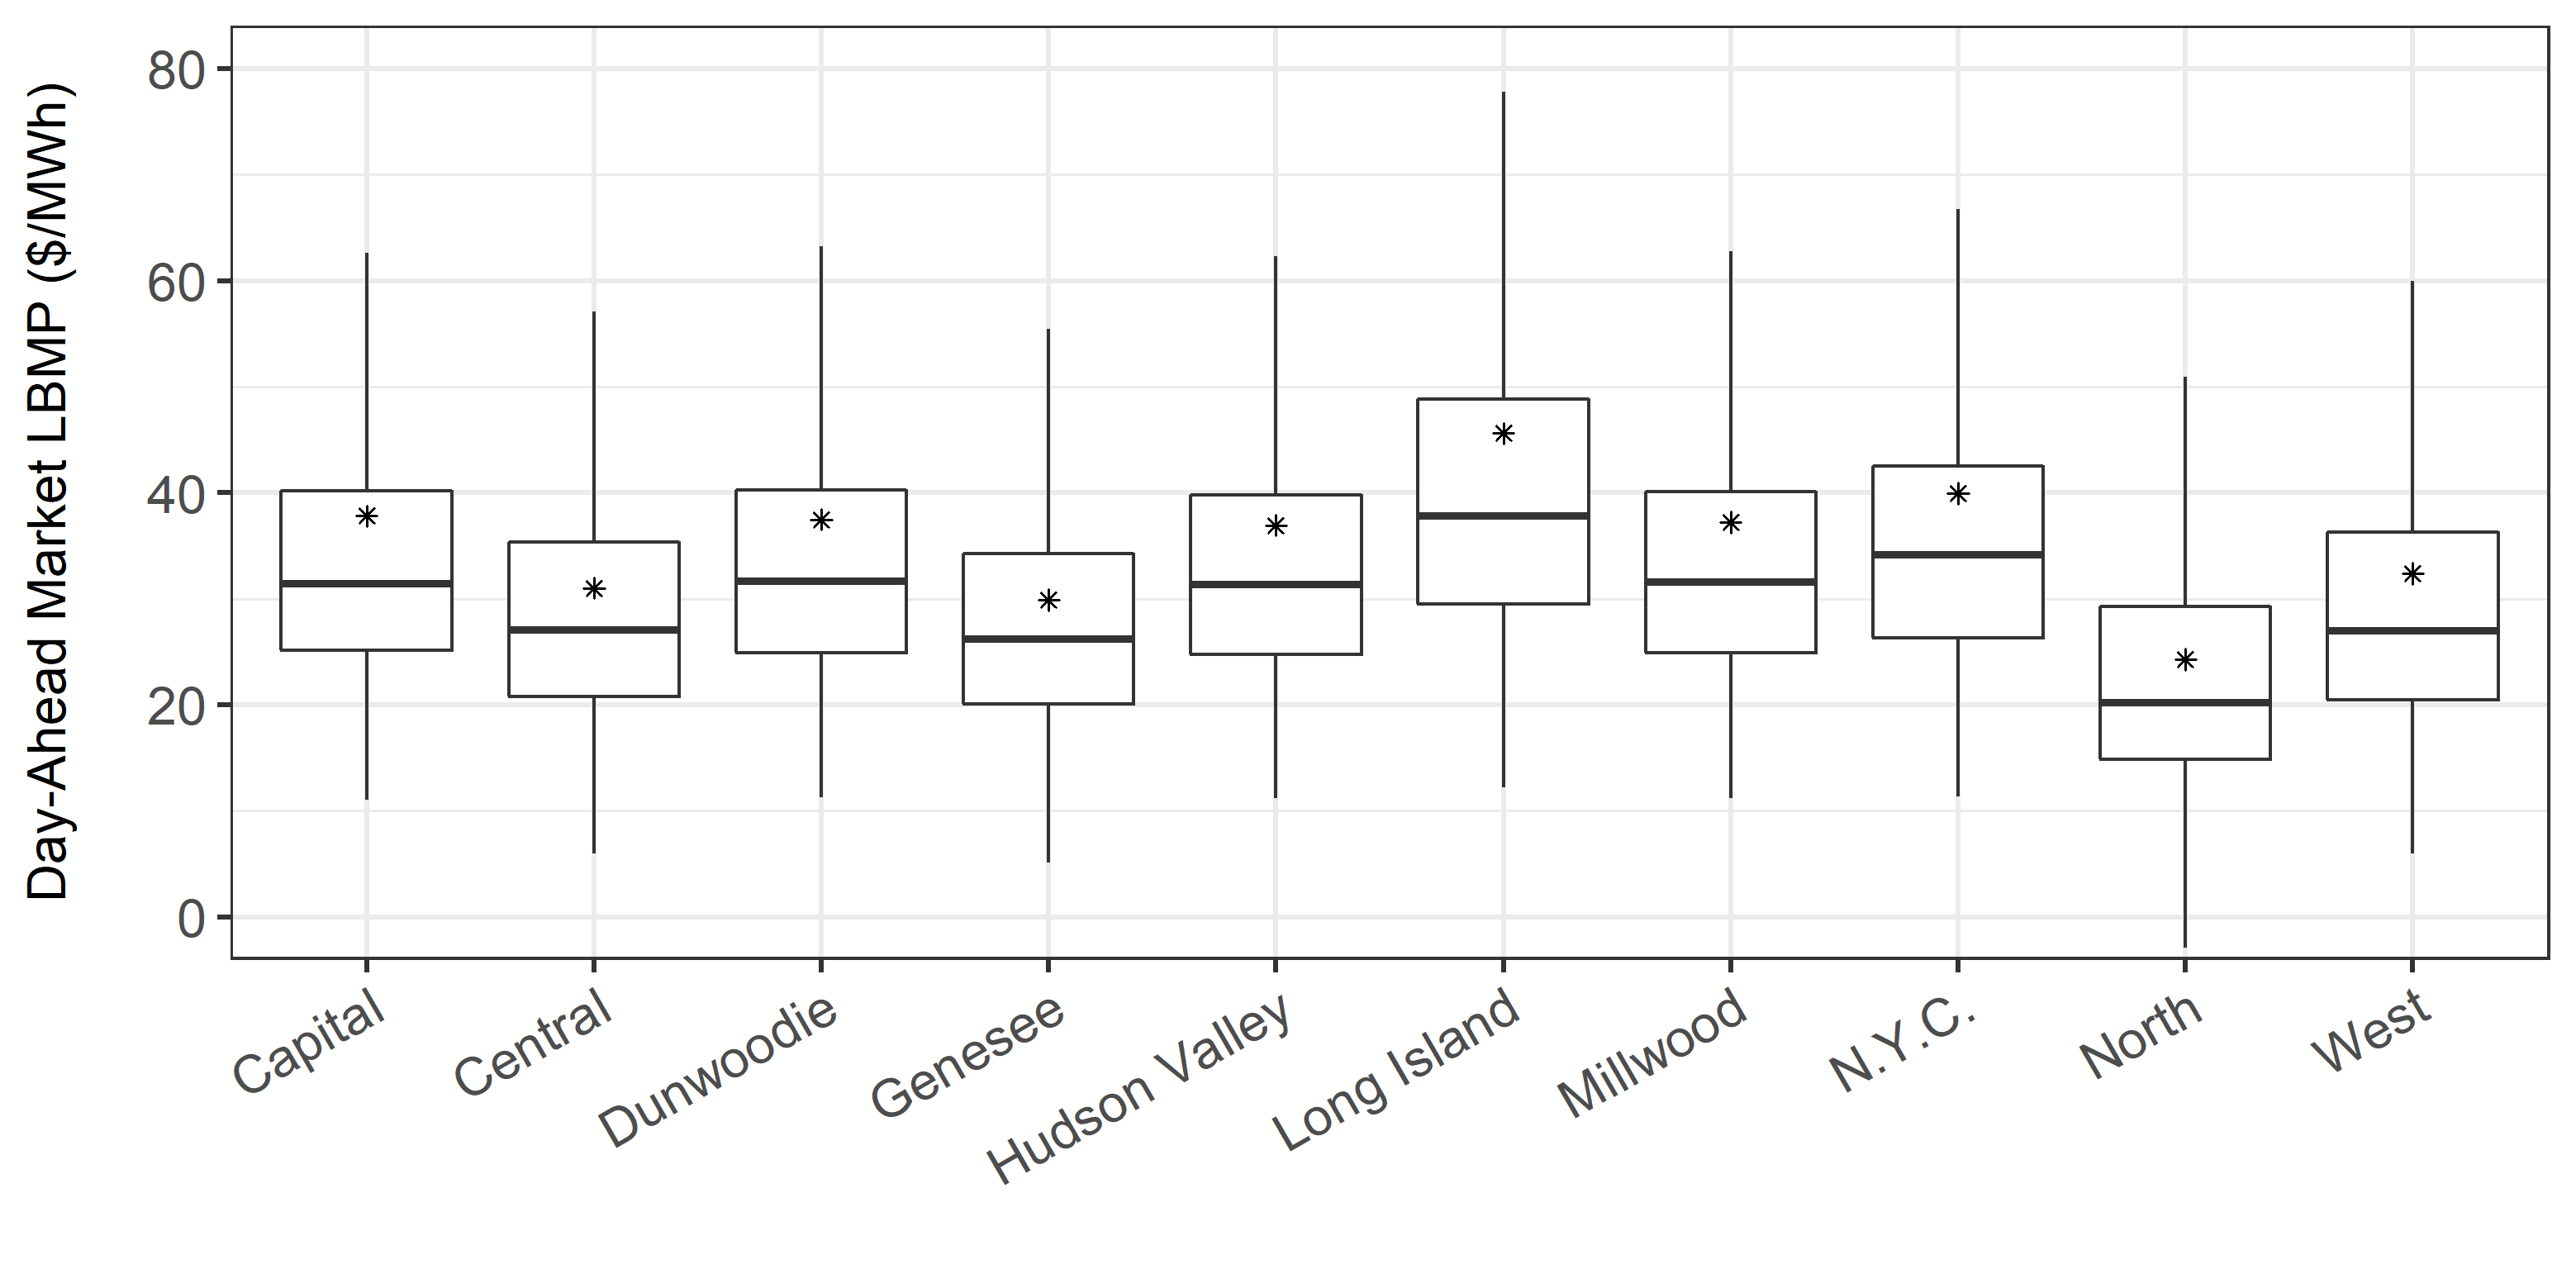 Day-Ahead Market LBMP ($/MWh)
80
60
40
20
0
Capital
Central
Dunwoodie
Genesee
Hudson Valley
Long Island
Millwood
N.Y.C.
North
West